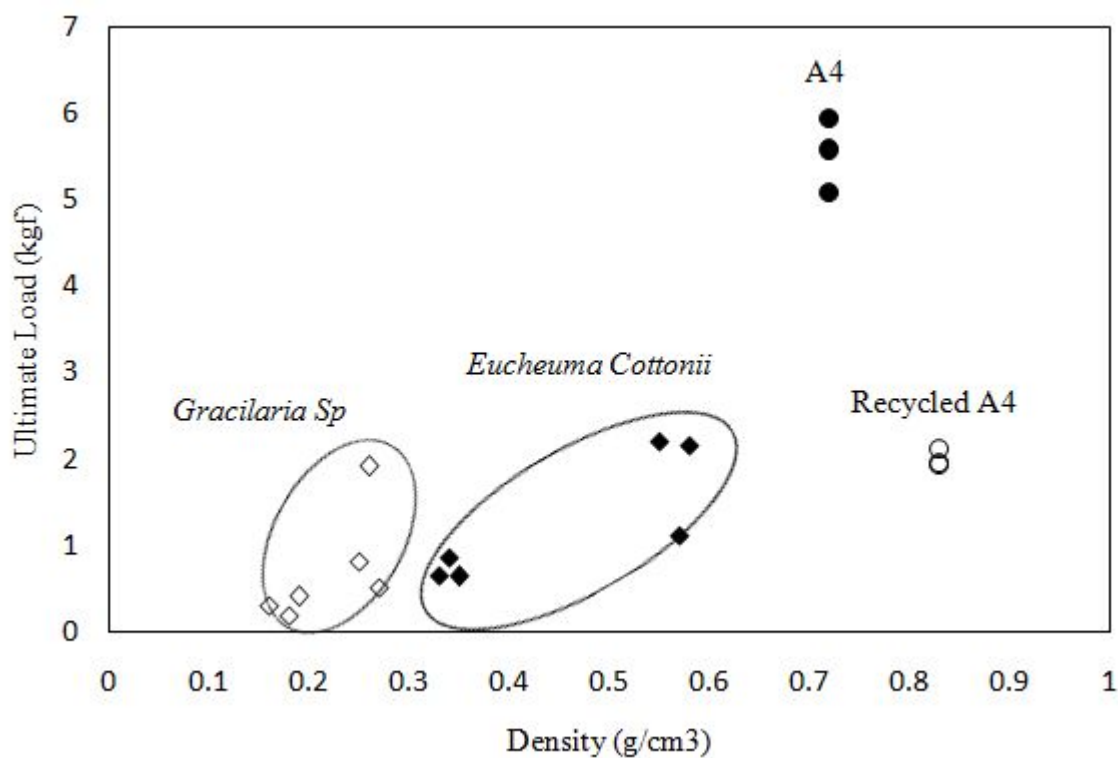 7
A4
6
5
4
Ultimate Load (kgf)
3
Eucheuma Cottonii
Gracilaria Sp
Recycled A4
2
1
0
0 0.1 0.2 0.3 0.4 0.5 0.6 0.7 0.8 0.9 1
Density (g/cm3)